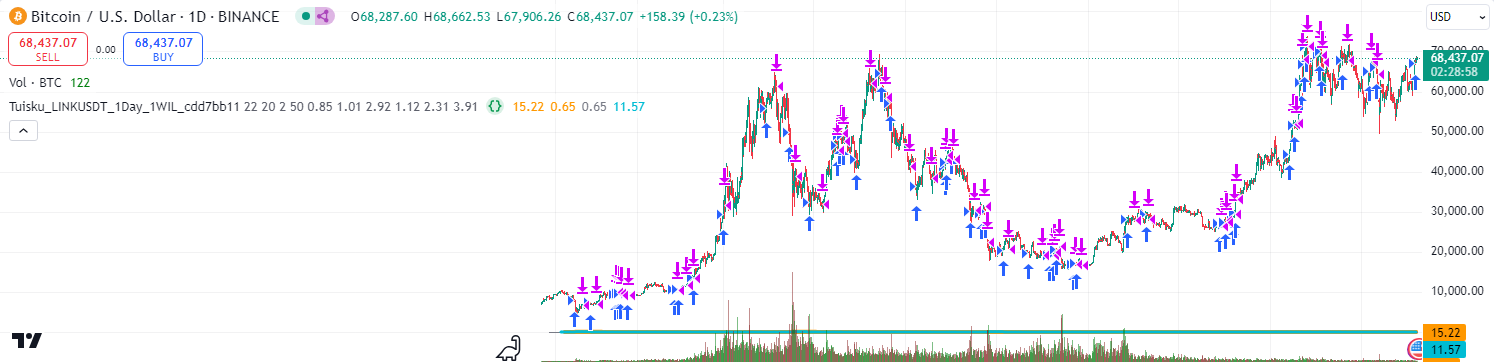 Bitcoin / U.S. Dollar · 1D · BINANCE O68,287.60 H68,662.53 L67,906.26 C68,437.07 +158.39 (+0.23%)
USD
68,437.07 SELL
0.00
68,437.07 BUY
Vol · BTC 122
Tuisku_LINKUSDT_1Day_1WIL_cdd7bb11 22 20 2 50 0.85 1.01 2.92 1.12 2.31 3.91 {} 15.22 0.65 0.65 11.57
70,000.00
68,437.07
02:28:58
60,000.00
50,000.00
40,000.00
30,000.00
20,000.00
10,000.00
15.22
11.57